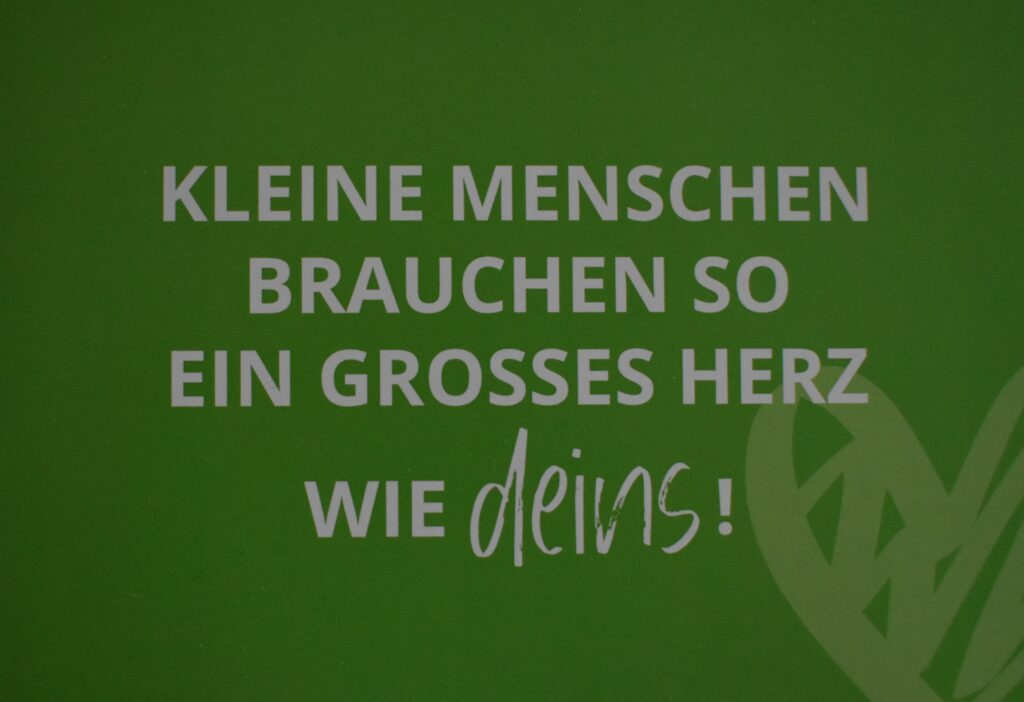 KLEINE MENSCHEN
BRAUCHEN SO
EIN GROSSES HERZ
WIE deins!